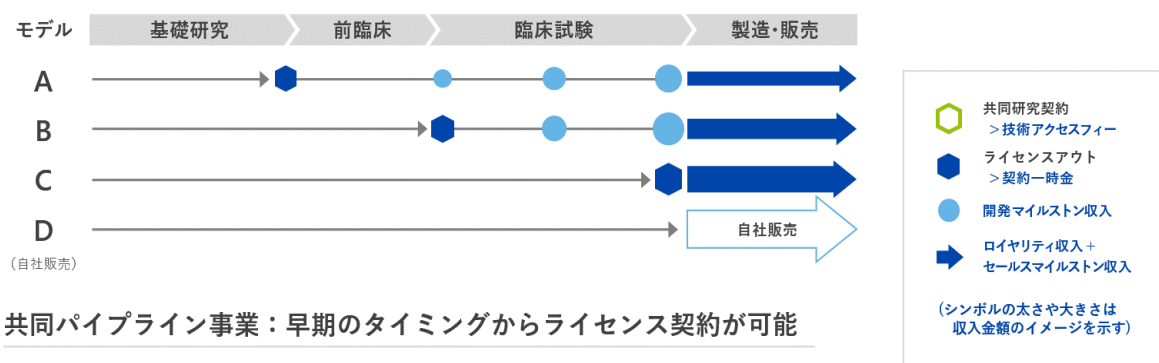 モデル 基礎研究 前臨床 臨床試験 製造・販売
A
B
C
D 自社販売
（自社販売）
共同研究契約
＞技術アクセスフィー
ライセンスアウト
＞契約一時金
開発マイルストン収入
ロイヤリティ収入＋
セールスマイルストン収入
（シンボルの太さや大きさは
収入金額のイメージを示す）
共同パイプライン事業：早期のタイミングからライセンス契約が可能